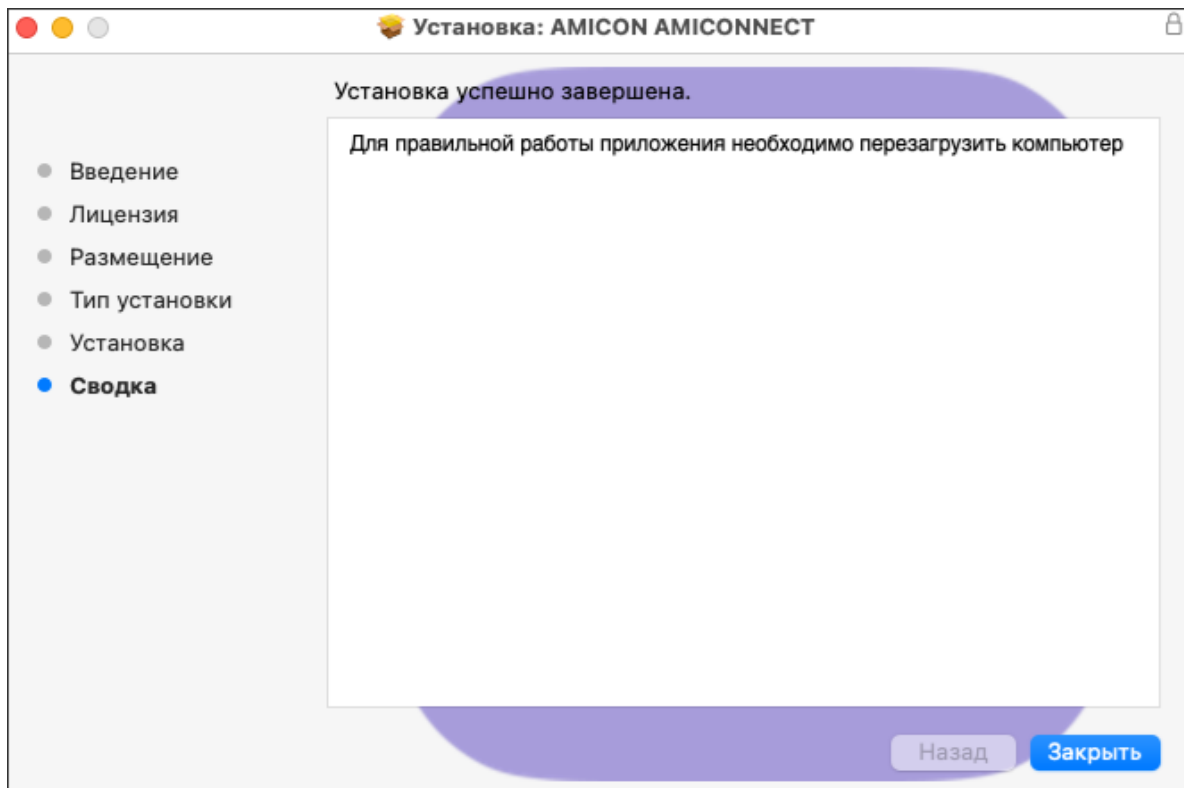 Установка: AMICON AMICONNECT
Установка успешно завершена.
Для правильной работы приложения необходимо перезагрузить компьютер
Введение
Лицензия
Размещение
Тип установки
Установка
Сводка
Назад
Закрыть